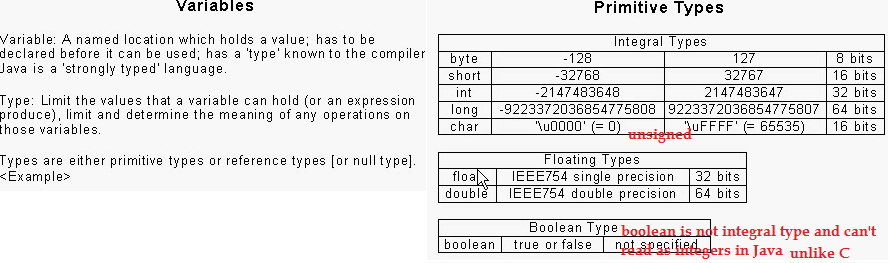 Variables
Variable: A named location which holds a value; has to be
declared before it can be used; has a 'type' known to the compiler
Java is a 'strongly typed' language.
Type: Limit the values that a variable can hold (or an expression
produce), limit and determine the meaning of any operations on
those variables.
Types are either primitive types or reference types [or null type].
<Example>
Primitive Types
Integral Types
byte -128 127 8 bits
short -32768 32767 16 bits
int -2147483648 2147483647 32 bits
long -9223372036854775808 9223372036854775807 64 bits
char '\u0000' (= 0) '\uFFFF' (= 65535) 16 bits
unsigned
Floating Types
float IEEE754 single precision 32 bits
double IEEE754 double precision 64 bits
Boolean Type
boolean true or false not specified
boolean is not integral type and can't
read as integers in Java unlike C